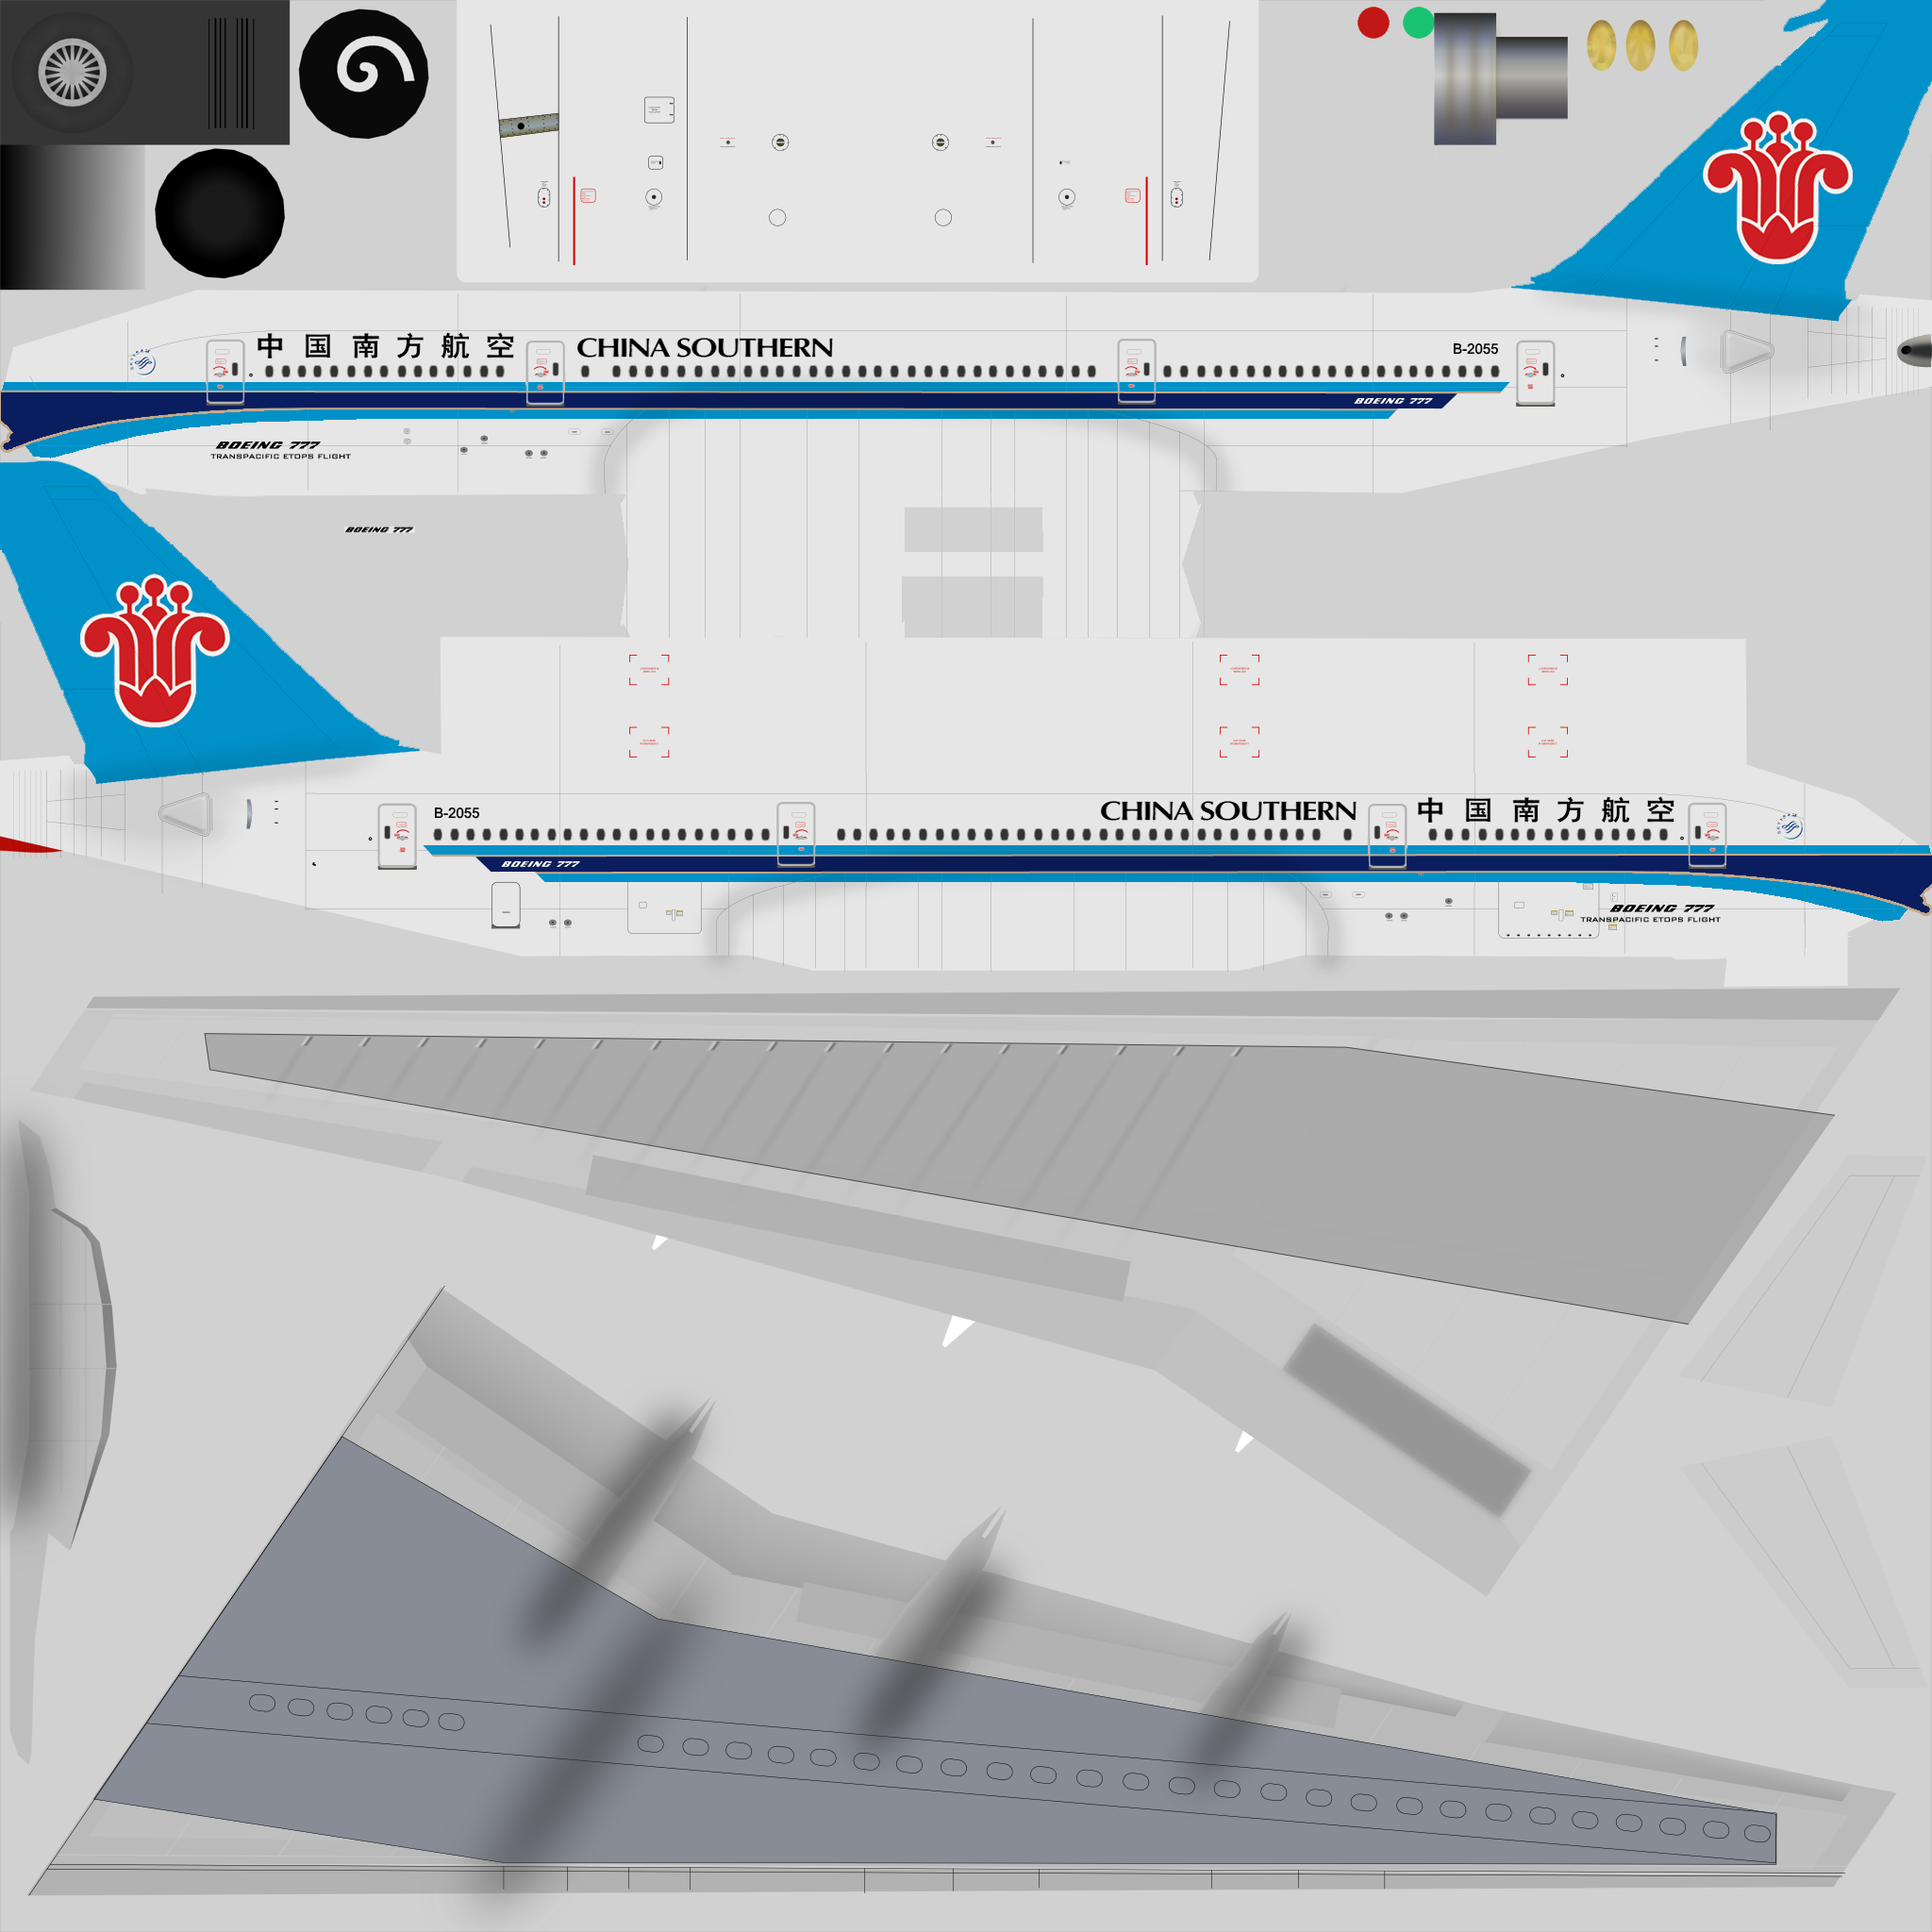 中国南方航空 CHINA SOUTHERN
B-2055
BOEING 777
BOEING 777
TRANSPACIFIC ETOPS FLIGHT
BOEING 777
CHINA SOUTHERN 中国南方航空
B-2055
BOEING 777
BOEING 777
TRANSPACIFIC ETOPS FLIGHT